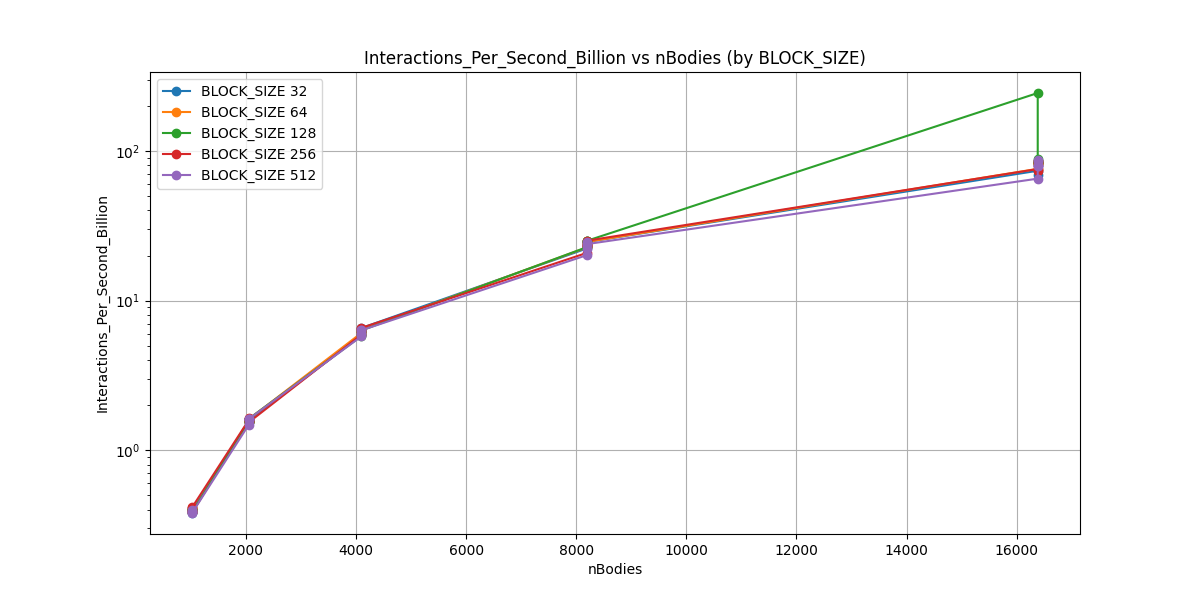 Interactions_Per_Second_Billion vs nBodies (by BLOCK_SIZE)
BLOCK_SIZE 32
BLOCK_SIZE 64
BLOCK_SIZE 128
BLOCK_SIZE 256
BLOCK_SIZE 512
Interactions_Per_Second_Billion
10²
10¹
10⁰
2000 4000 6000 8000 10000 12000 14000 16000
nBodies